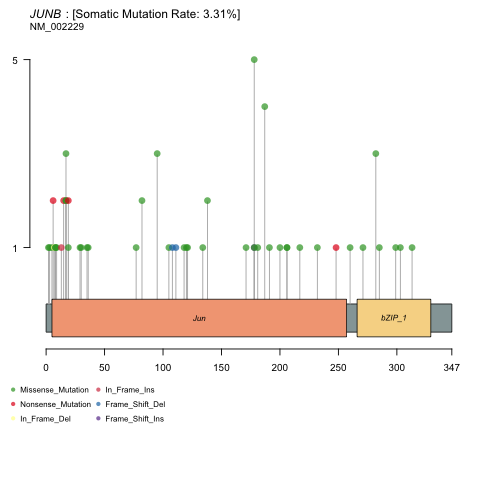 JUNB : [Somatic Mutation Rate: 3.31%]
NM_002229
5
1
Jun
bZIP_1
0 50 100 150 200 250 300 347
Missense_Mutation In_Frame_Ins
Nonsense_Mutation Frame_Shift_Del
In_Frame_Del Frame_Shift_Ins